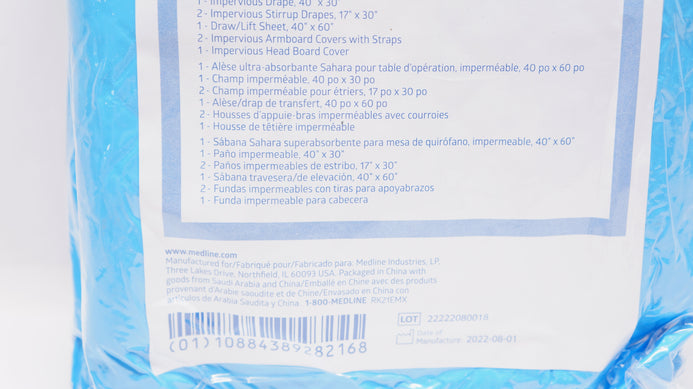 1 - Impervious Drape, 40" x 30"
2 - Impervious Stirrup Drapes, 17" x 30"
1 - Draw/Lift Sheet, 40" x 60"
2 - Impervious Armboard Covers with Straps
1 - Impervious Head Board Cover
1 - Alèse ultra-absorbante Sahara pour table d'opération, imperméable, 40 po x 60 po
1 - Champ imperméable, 40 po x 30 po
2 - Champ imperméable pour étriers, 17 po x 30 po
1 - Alèse/drap de transfert, 40 po x 60 po
2 - Housses d'appuie-bras imperméables avec courroies
1 - Housse de têtière imperméable
1 - Sábana Sahara superabsorbente para mesa de quirófano, impermeable, 40" x 60"
1 - Paño impermeable, 40" x 30"
2 - Paños impermeables de estribo, 17" x 30"
1 - Sábana travesera/de elevación, 40" x 60"
2 - Fundas impermeables con tiras para apoyabrazos
1 - Funda impermeable para cabecera
www.medline.com
Manufactured for/Fabriqué pour/Fabricado para: Medline Industries, LP,
Three Lakes Drive, Northfield, IL 60093 USA. Packaged in China with
goods from Saudi Arabia and China/Emballé en Chine avec des produits
provenant d'Arabie saoudite et de Chine/Envasado en China con
artículos de Arabia Saudita y China. 1-800-MEDLINE RK21EMX
(01)10884389282168
LOT 22222080018
Date of
Manufacture: 2022-08-01